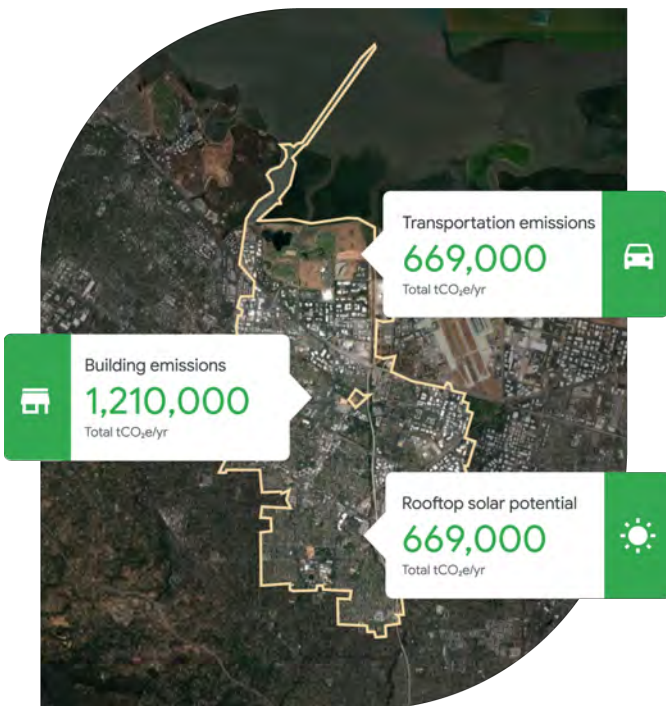 Transportation emissions
669,000
Total tCO₂e/yr
Building emissions
1,210,000
Total tCO₂e/yr
Rooftop solar potential
669,000
Total tCO₂e/yr